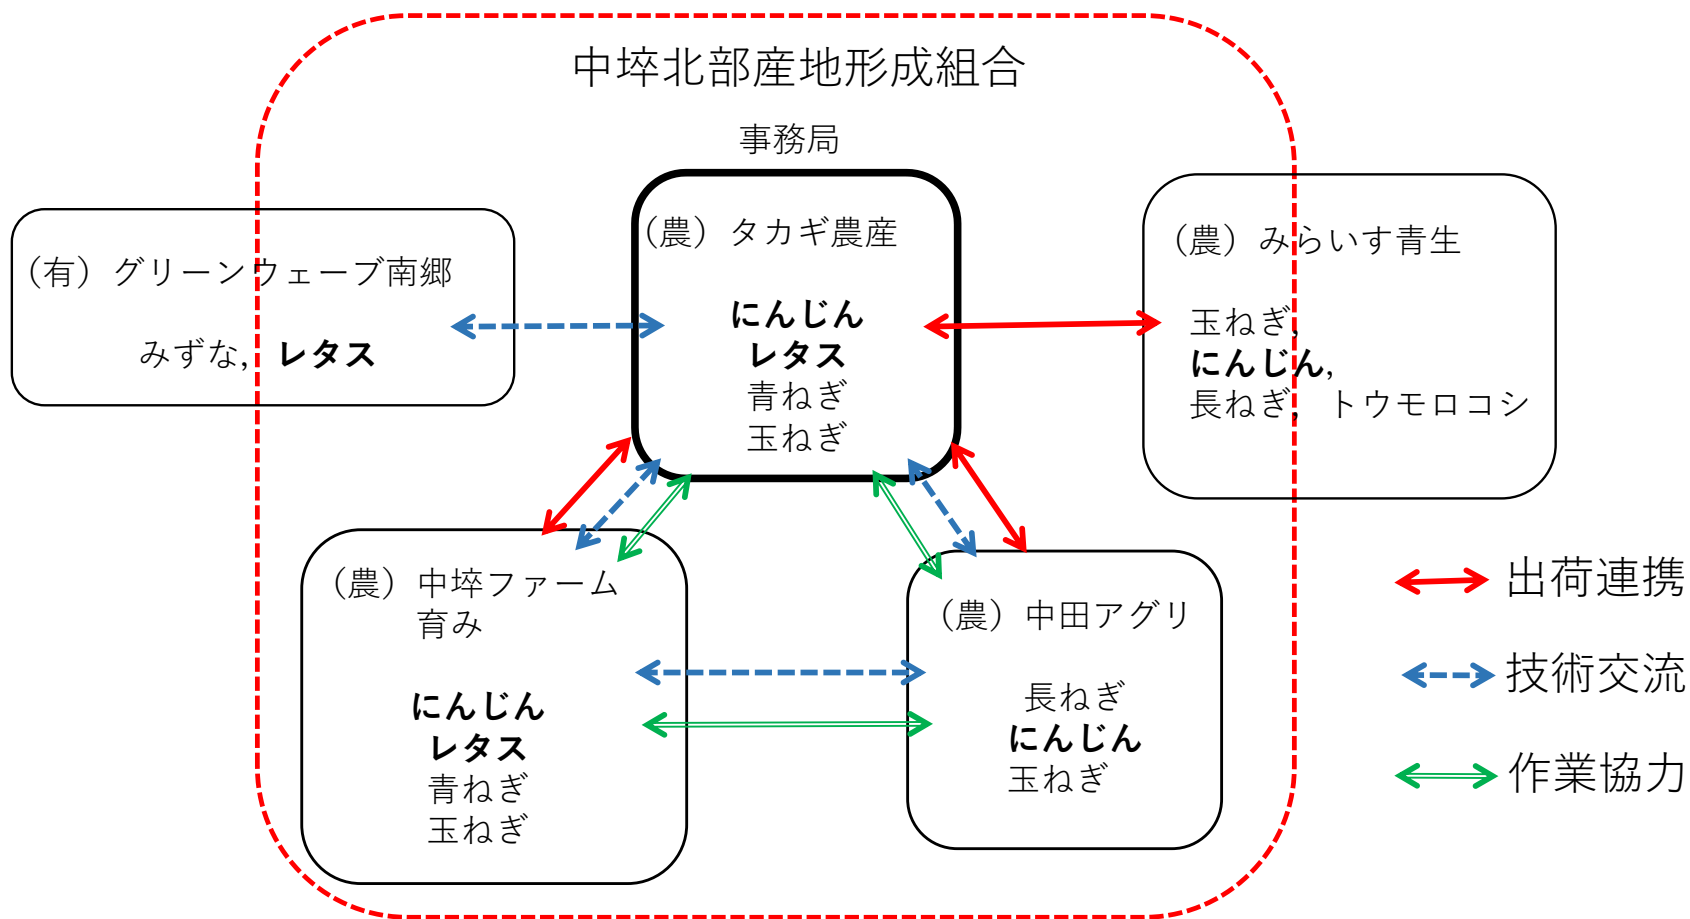 中埣北部産地形成組合
事務局
（有）グリーンウェーブ南郷
みずな，レタス
（農）タカギ農産
にんじん
レタス
青ねぎ
玉ねぎ
（農）みらいす青生
玉ねぎ，
にんじん，
長ねぎ，トウモロコシ
（農）中埣ファーム
育み
にんじん
レタス
青ねぎ
玉ねぎ
（農）中田アグリ
長ねぎ
にんじん
玉ねぎ
出荷連携
技術交流
作業協力